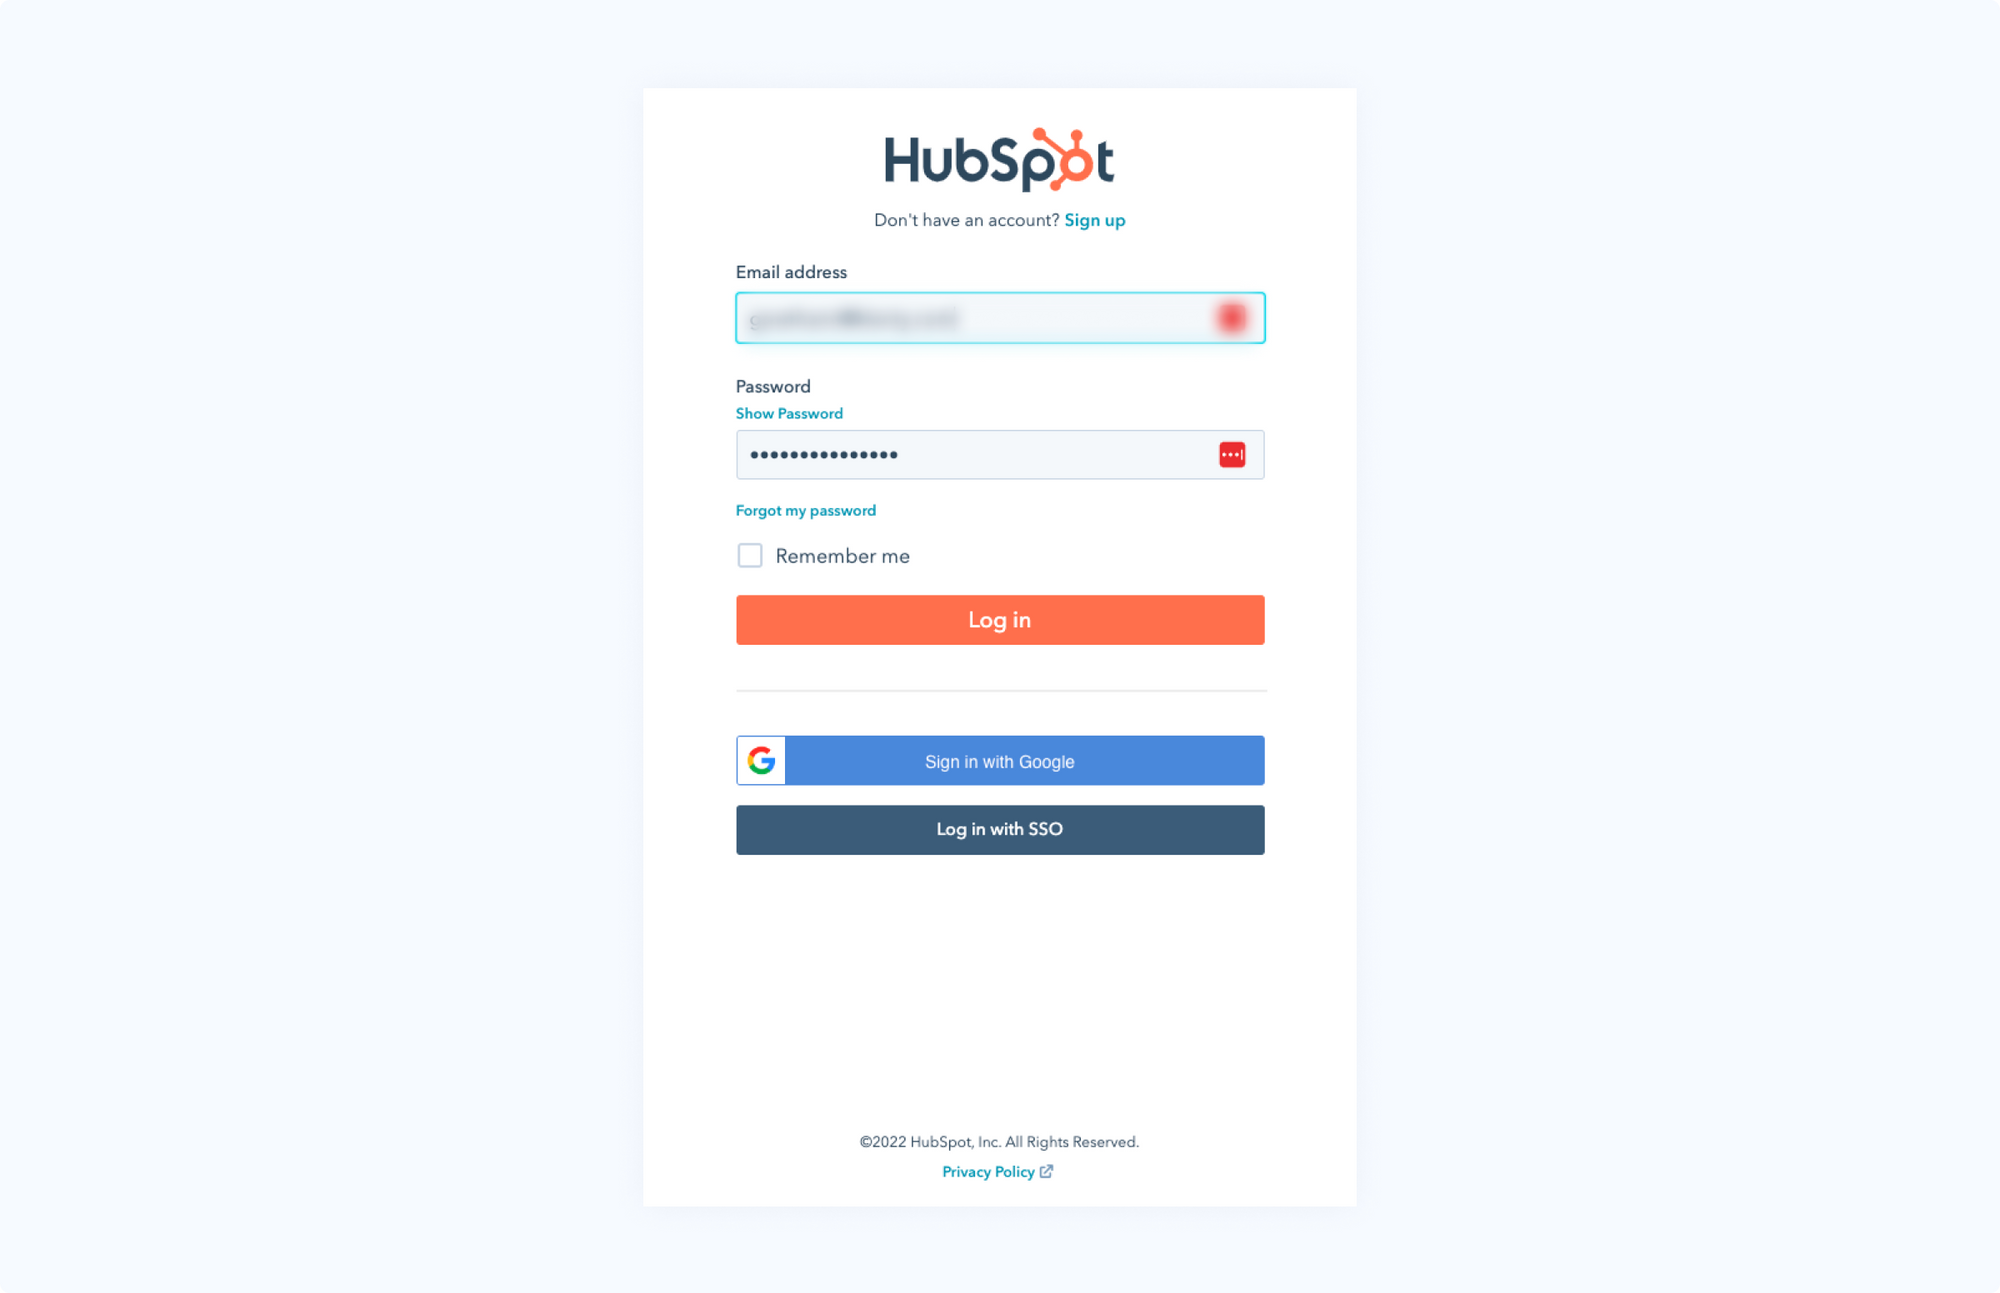 HubSpot
Don't have an account? Sign up
Email address
Password
Show Password
Forgot my password
Remember me
Log in
Sign in with Google
Log in with SSO
©2022 HubSpot, Inc. All Rights Reserved.
Privacy Policy